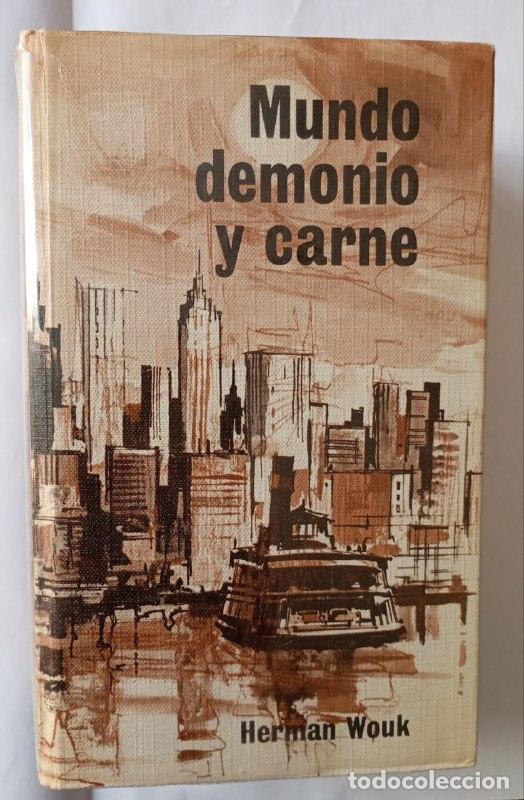 Mundo
demonio
y carne
Herman Wouk
todocoleccion